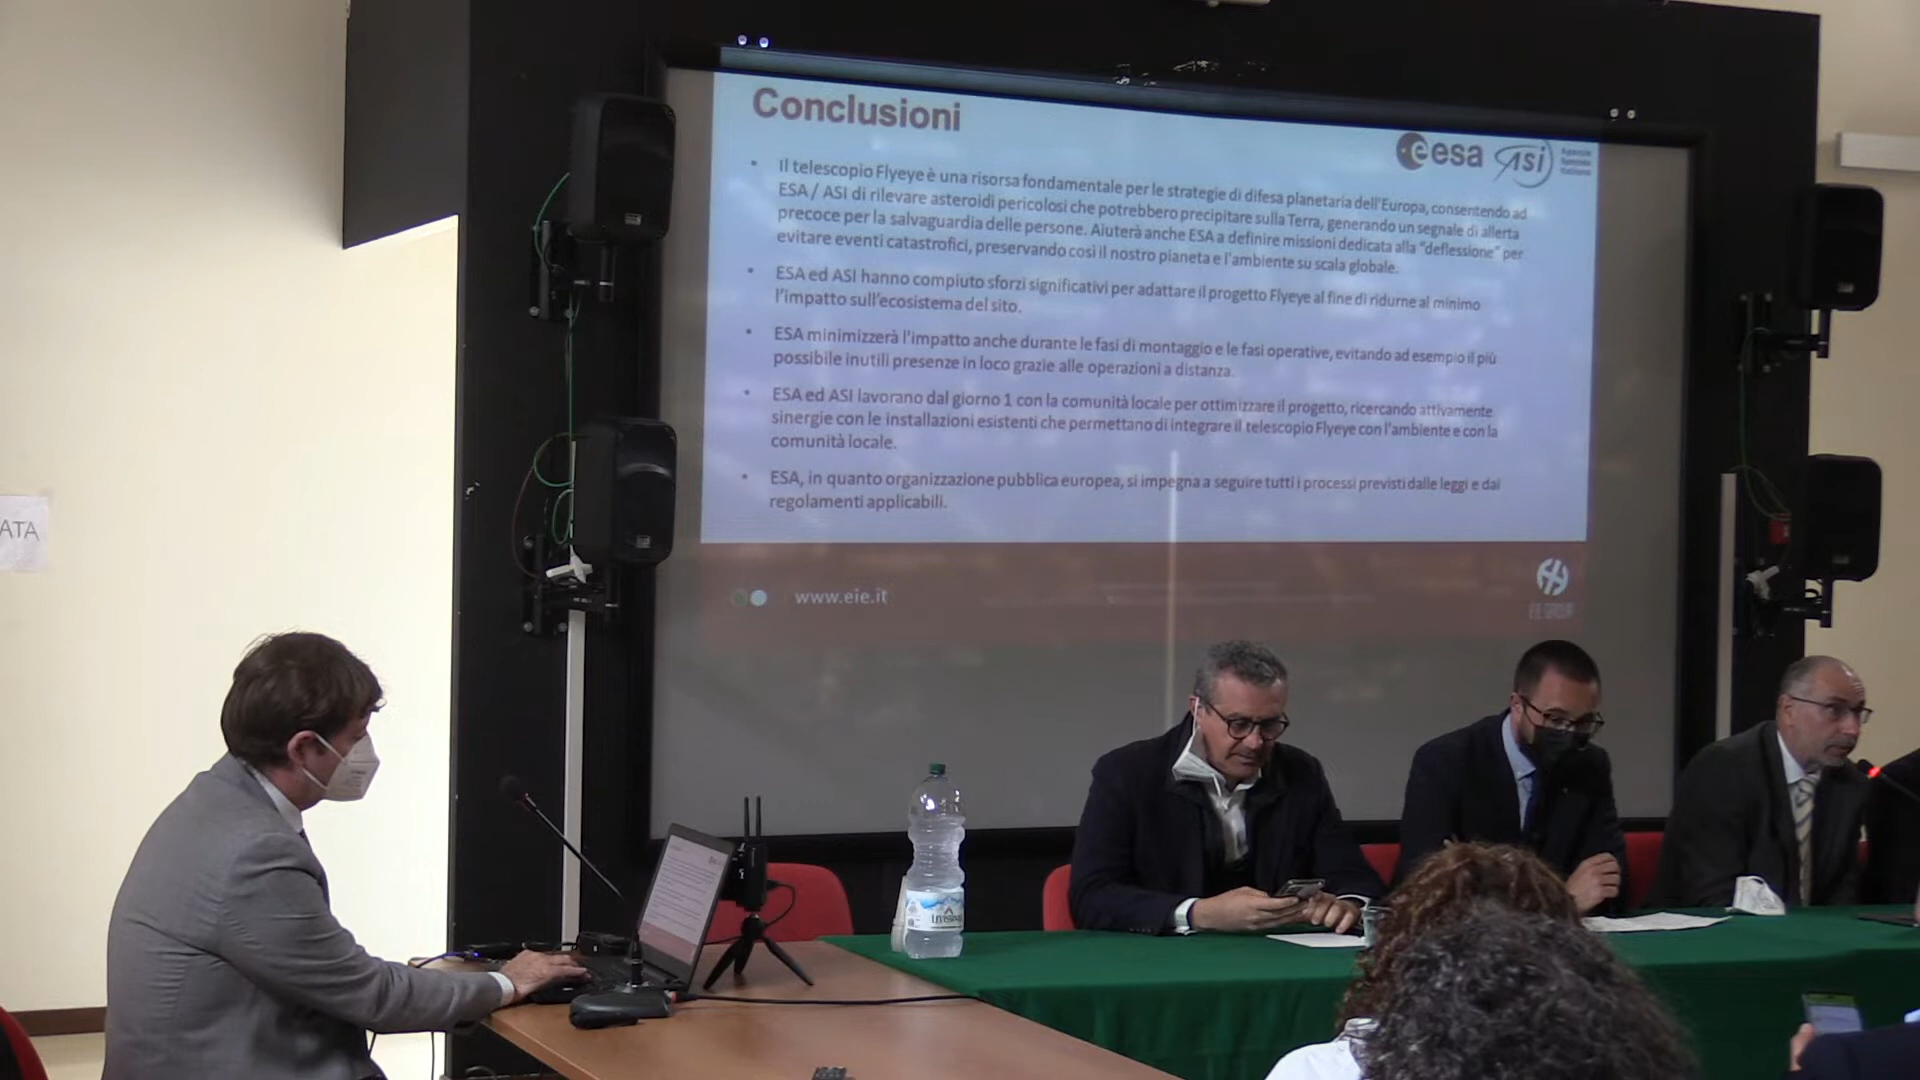 Conclusioni
esa
asi
Agenzia
Spaziale
Italiana
• Il telescopio Flyeye è una risorsa fondamentale per le strategie di difesa planetaria dell'Europa, consentendo ad
ESA / ASI di rilevare asteroidi pericolosi che potrebbero precipitare sulla Terra, generando un segnale di allerta
precoce per la salvaguardia delle persone. Aiuterà anche ESA a definire missioni dedicata alla "deflessione" per
evitare eventi catastrofici, preservando così il nostro pianeta e l'ambiente su scala globale.
• ESA ed ASI hanno compiuto sforzi significativi per adattare il progetto Flyeye al fine di ridurne al minimo
l'impatto sull'ecosistema del sito.
• ESA minimizzerà l'impatto anche durante le fasi di montaggio e le fasi operative, evitando ad esempio il più
possibile inutili presenze in loco grazie alle operazioni a distanza.
• ESA ed ASI lavorano dal giorno 1 con la comunità locale per ottimizzare il progetto, ricercando attivamente
sinergie con le installazioni esistenti che permettano di integrare il telescopio Flyeye con l'ambiente e con la
comunità locale.
• ESA, in quanto organizzazione pubblica europea, si impegna a seguire tutti i processi previsti dalle leggi e dai
regolamenti applicabili.
ATA
www.eie.it
EIE GROUP